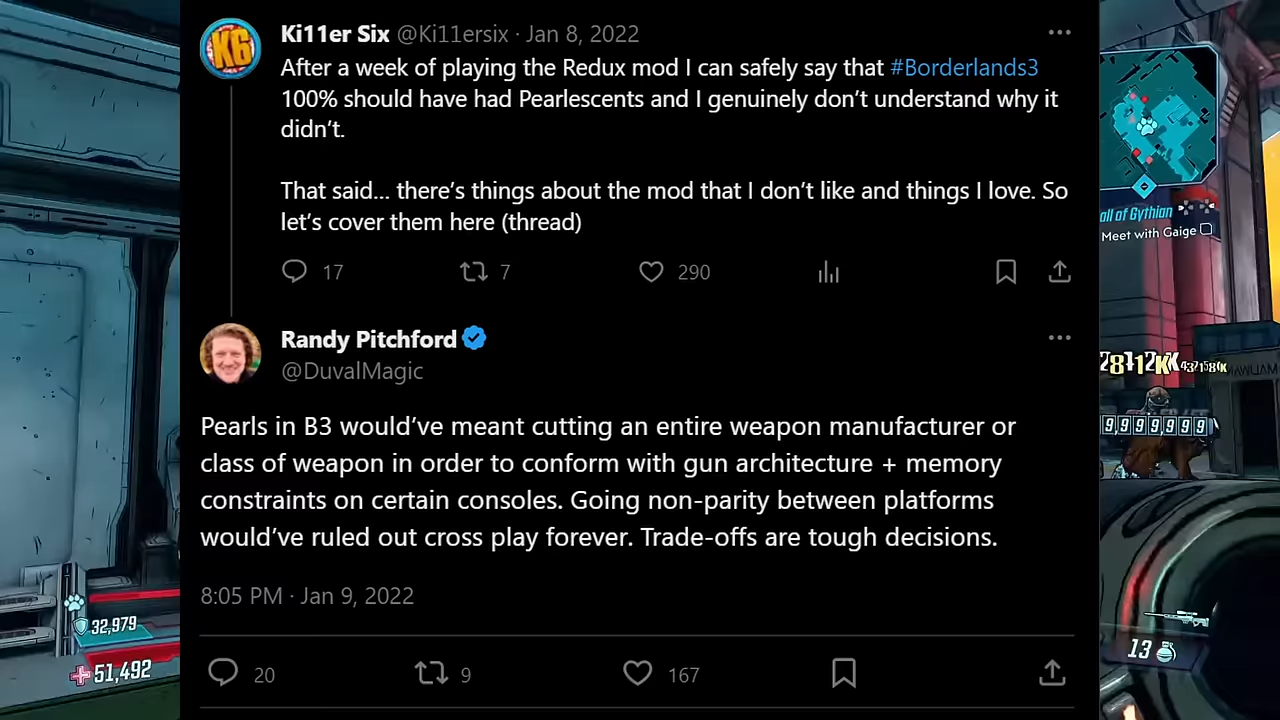 Ki11er Six @Ki11ersix · Jan 8, 2022
After a week of playing the Redux mod I can safely say that #Borderlands3
100% should have had Pearlescents and I genuinely don't understand why it
didn't.
That said... there's things about the mod that I don't like and things I love. So
let's cover them here (thread)
17 7 290
Randy Pitchford
@DuvalMagic
Pearls in B3 would've meant cutting an entire weapon manufacturer or
class of weapon in order to conform with gun architecture + memory
constraints on certain consoles. Going non-parity between platforms
would've ruled out cross play forever. Trade-offs are tough decisions.
8:05 PM · Jan 9, 2022
20 9 167
K6
all of Gythian
Meet with Gaige
9,999999
32,979
51,492
13